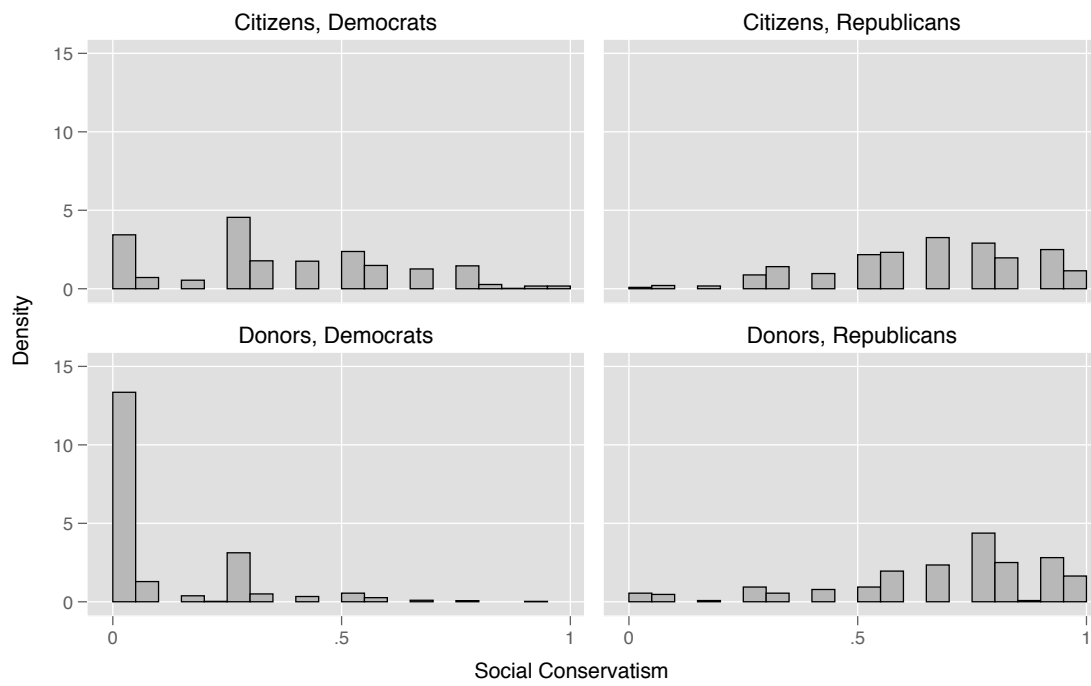 Citizens, Democrats
Citizens, Republicans
15
10
5
0
Donors, Democrats
Donors, Republicans
15
10
5
0
0
.5
1
0
.5
1
Density
Social Conservatism